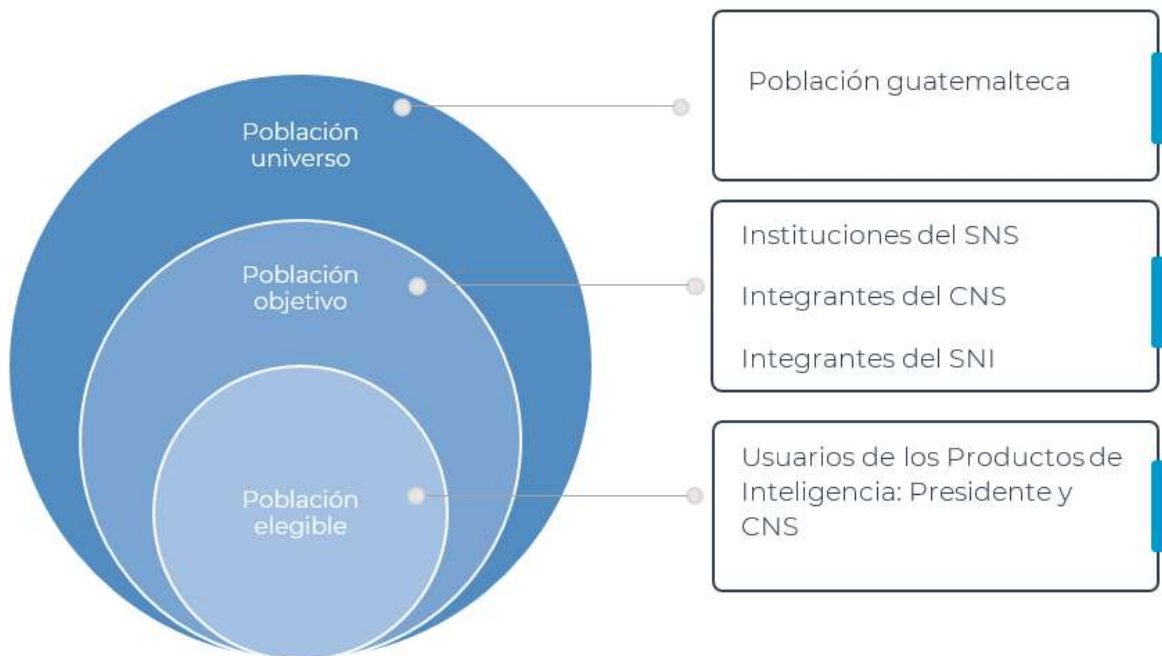 Población
universo
Población guatemalteca
Población
objetivo
Instituciones del SNS
Integrantes del CNS
Integrantes del SNI
Población
elegible
Usuarios de los Productos de
Inteligencia: Presidente y
CNS